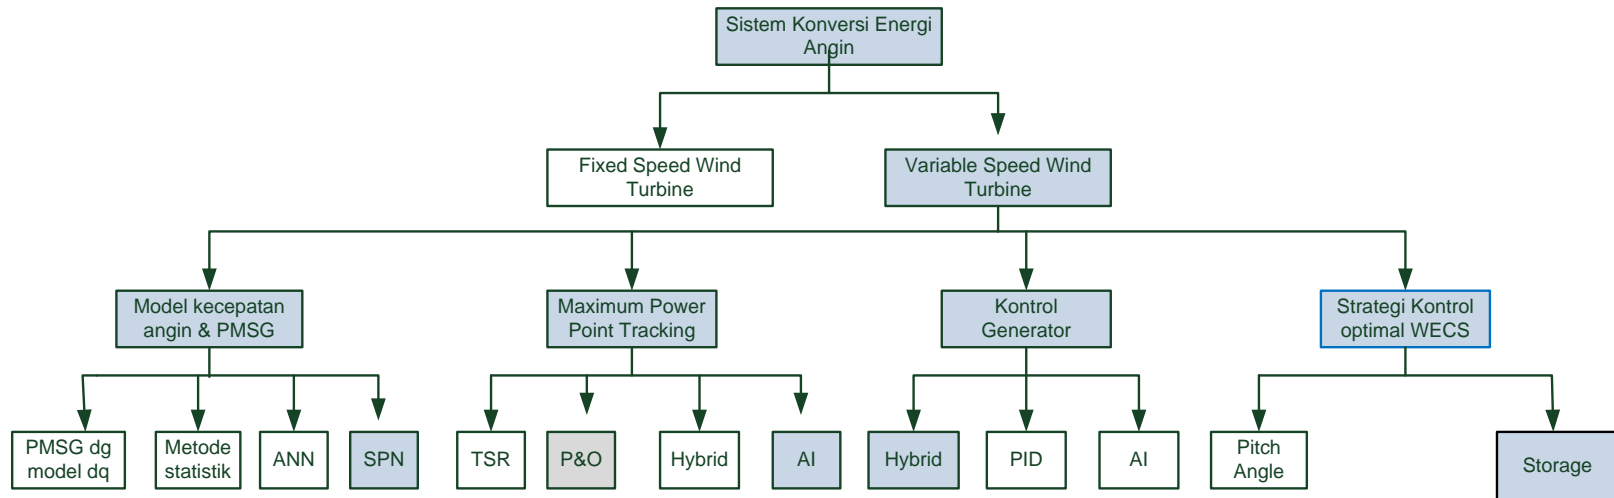 Sistem Konversi Energi
Angin
Fixed Speed Wind
Turbine
Variable Speed Wind
Turbine
Model kecepatan
angin & PMSG
Maximum Power
Point Tracking
Kontrol
Generator
Strategi Kontrol
optimal WECS
PMSG dg
model dq
Metode
statistik
ANN
SPN
TSR
P&O
Hybrid
AI
Hybrid
PID
AI
Pitch
Angle
Storage